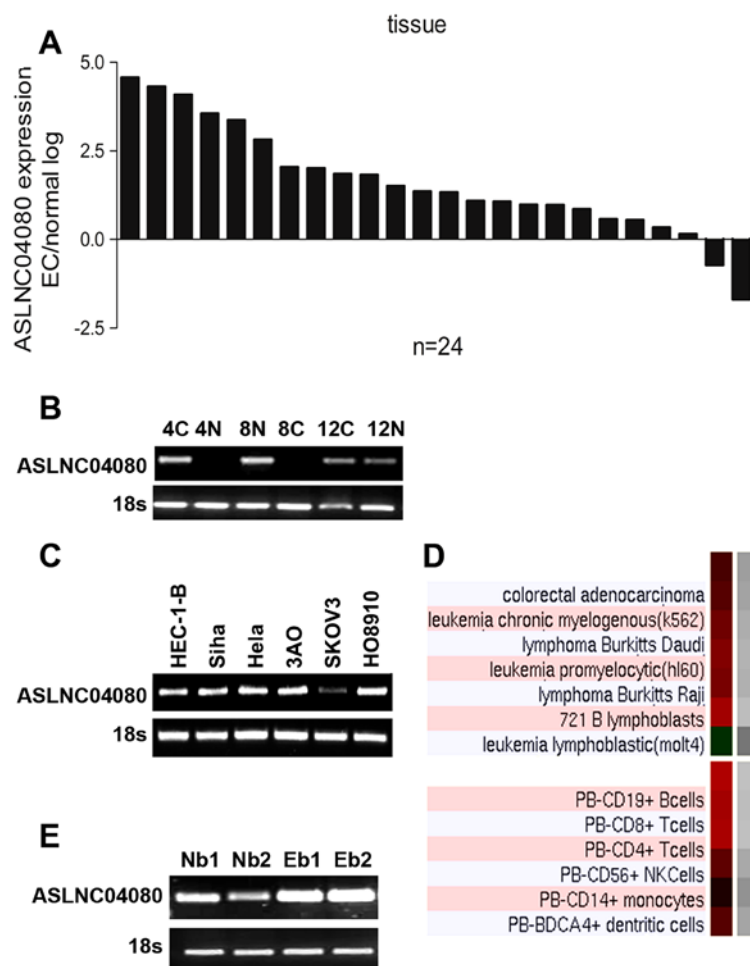 A
tissue
ASLNC04080 expression
EC/normal log
5.0
2.5
0.0
-2.5
n=24
B
4C 4N 8N 8C 12C 12N
ASLNC04080
18s
C
HEC-1-B
Siha
Hela
3AO
SKOV3
HO8910
ASLNC04080
18s
D
colorectal adenocarcinoma
leukemia chronic myelogenous(k562)
lymphoma Burkitts Daudi
leukemia promyelocytic(hl60)
lymphoma Burkitts Raji
721 B lymphoblasts
leukemia lymphoblastic(molt4)
PB-CD19+ Bcells
PB-CD8+ Tcells
PB-CD4+ Tcells
PB-CD56+ NKCells
PB-CD14+ monocytes
PB-BDCA4+ dentritic cells
E
Nb1 Nb2 Eb1 Eb2
ASLNC04080
18s